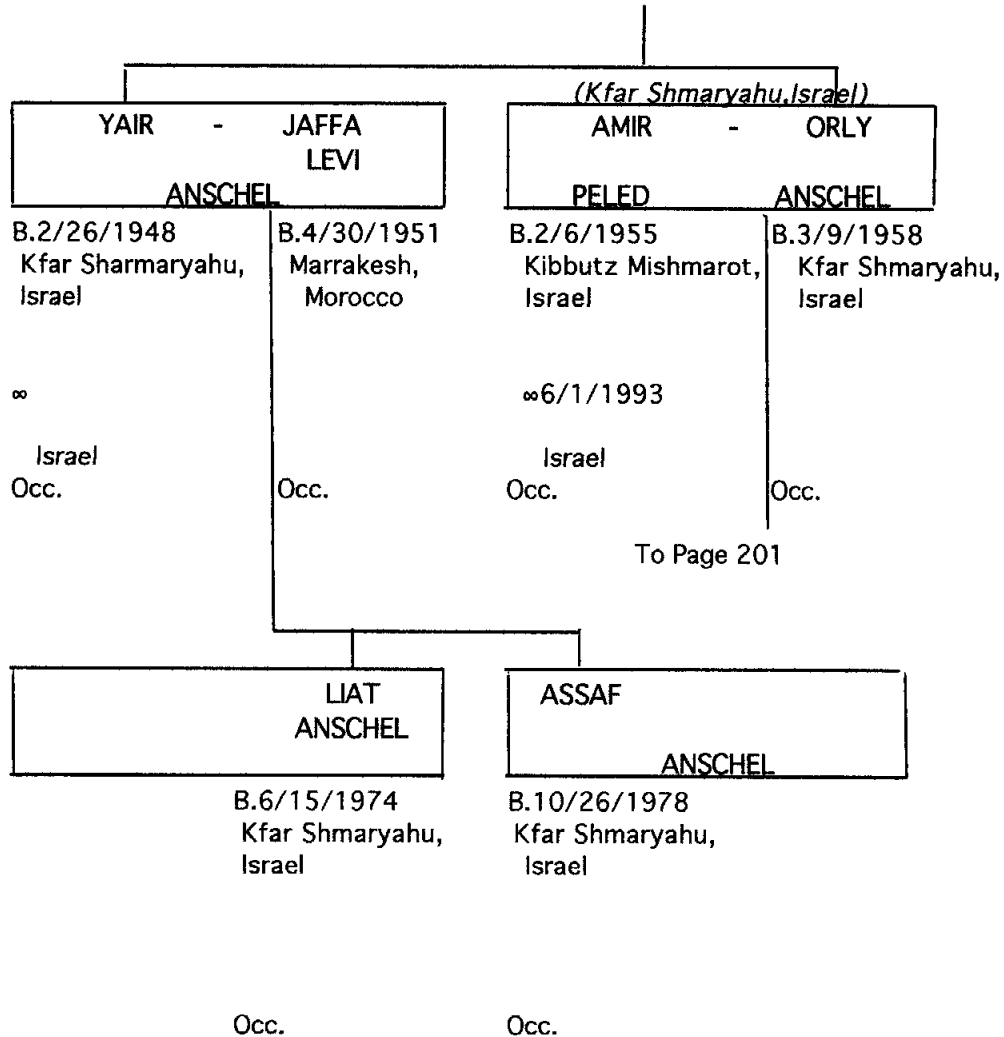 (Kfar Shmaryahu,Israel)
YAIR - JAFFA
LEVI
ANSCHEL
AMIR - ORLY
PELED ANSCHEL
B.2/26/1948
Kfar Sharmaryahu,
Israel
B.4/30/1951
Marrakesh,
Morocco
B.2/6/1955
Kibbutz Mishmarot,
Israel
B.3/9/1958
Kfar Shmaryahu,
Israel
∞
Israel
Occ.
Occ.
∞6/1/1993
Israel
Occ.
Occ.
To Page 201
LIAT
ANSCHEL
ASSAF
ANSCHEL
B.6/15/1974
Kfar Shmaryahu,
Israel
B.10/26/1978
Kfar Shmaryahu,
Israel
Occ.
Occ.